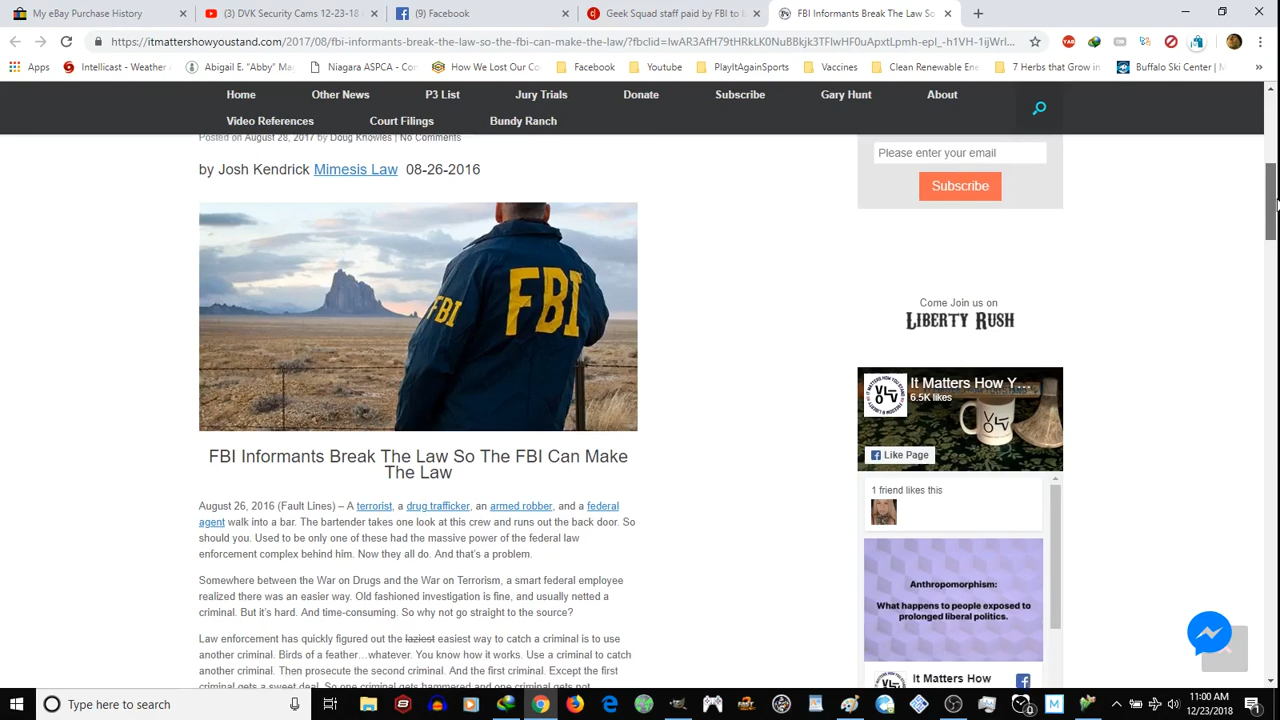 My eBay Purchase History
(3) DVK Security Cams 12-23-18
(9) Facebook
Geek Squad staff paid by FBI to
FBI Informants Break The Law So
https://itmattershowyoustand.com/2017/08/fbi-informants-break-the-law-so-the-fbi-can-make-the-law/?fbclid=
Apps
Intellicast - Weather
Abigail E. "Abby" Ma
Niagara ASPCA - Co
How We Lost Our Co
Facebook
Youtube
PlayItAgainSports
Vaccines
Clean Renewable Ene
7 Herbs that Grow in
Buffalo Ski Center |
Home
Other News
P3 List
Jury Trials
Donate
Subscribe
Gary Hunt
About
Video References
Court Filings
Bundy Ranch
Posted on August 28, 2017 by Doug Knowles | No Comments
by Josh Kendrick Mimesis Law 08-26-2016
FBI
FBI
FBI Informants Break The Law So The FBI Can Make
The Law
August 26, 2016 (Fault Lines) – A terrorist, a drug trafficker, an armed robber, and a federal
agent walk into a bar. The bartender takes one look at this crew and runs out the back door. So
should you. Used to be only one of these had the massive power of the federal law
enforcement complex behind him. Now they all do. And that's a problem.
Somewhere between the War on Drugs and the War on Terrorism, a smart federal employee
realized there was an easier way. Old fashioned investigation is fine, and usually netted a
criminal. But it's hard. And time-consuming. So why not go straight to the source?
Law enforcement has quickly figured out the laziest easiest way to catch a criminal is to use
another criminal. Birds of a feather…whatever. You know how it works. Use a criminal to catch
another criminal. Then prosecute the second criminal. And the first criminal. Except the first
criminal gets a sweet deal. So one criminal gets hammered and one criminal gets not
Please enter your email
Subscribe
Come Join us on
LIBERTY RUSH
It Matters How Y…
6.5K likes
Like Page
1 friend likes this
Anthropomorphism:
What happens to people exposed to
prolonged liberal politics.
It Matters How
Type here to search
11:00 AM
12/23/2018